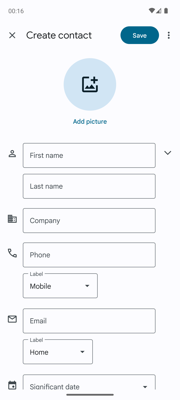 00:16
Create contact
Save
Add picture
First name
Last name
Company
Phone
Label
Mobile
Email
Label
Home
Significant date